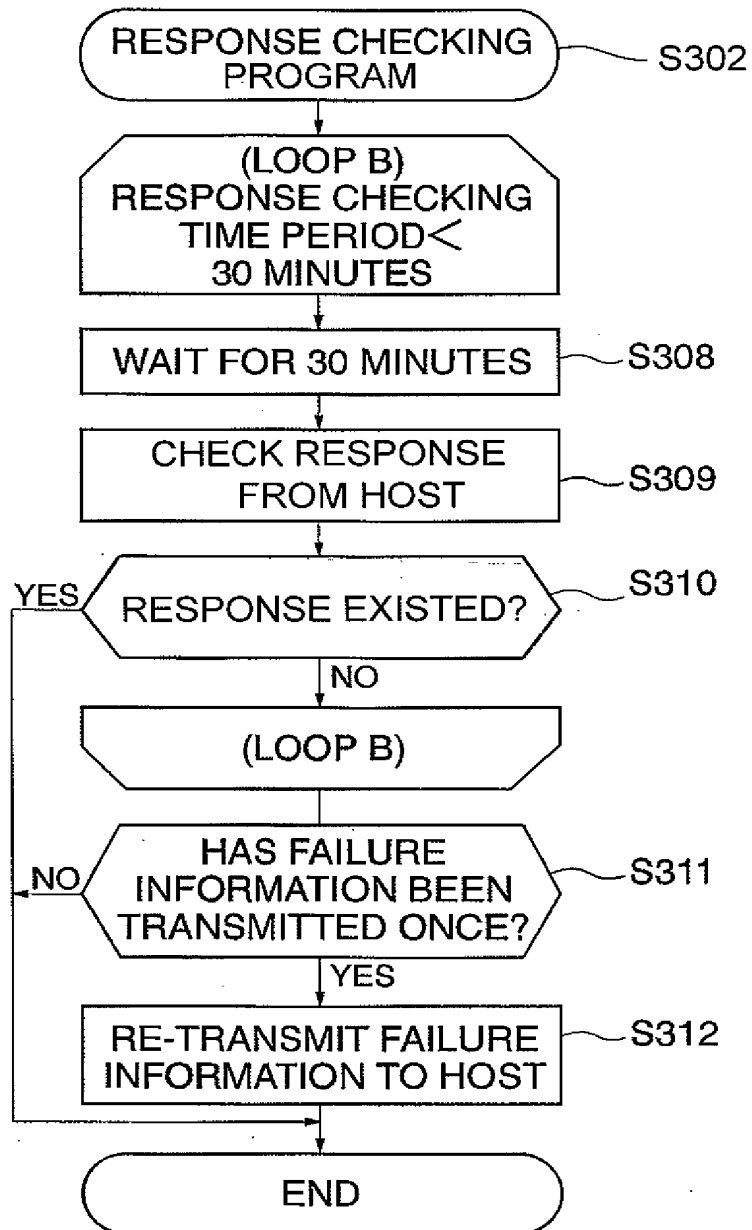 RESPONSE CHECKING
PROGRAM
S302
(LOOP B)
RESPONSE CHECKING
TIME PERIOD<
30 MINUTES
WAIT FOR 30 MINUTES
S308
CHECK RESPONSE
FROM HOST
S309
YES
RESPONSE EXISTED?
S310
NO
(LOOP B)
NO
HAS FAILURE
INFORMATION BEEN
TRANSMITTED ONCE?
S311
YES
RE-TRANSMIT FAILURE
INFORMATION TO HOST
S312
END